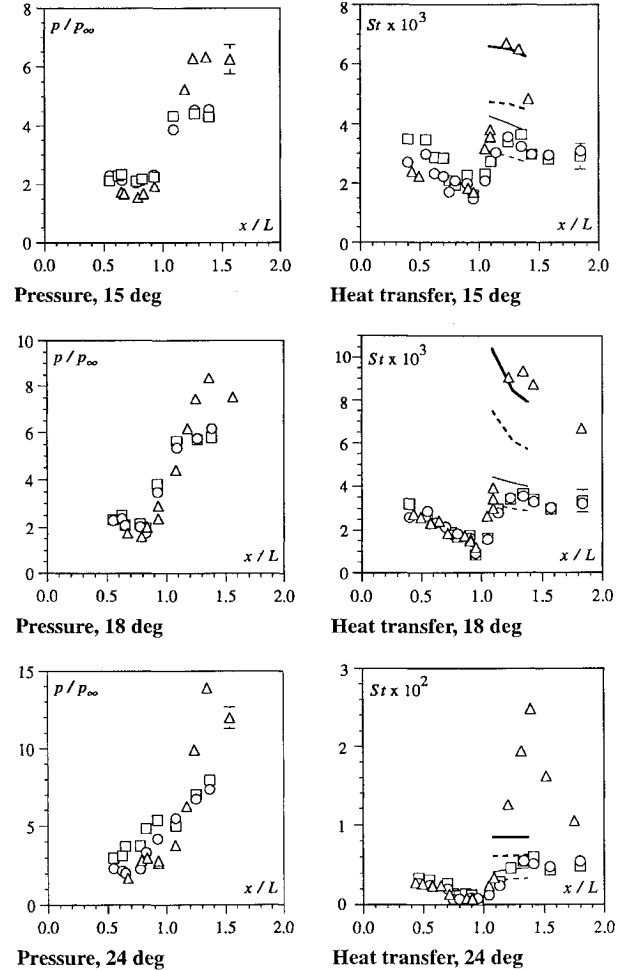 p / p∞
8
6
4
2
0
x / L
0.0 0.5 1.0 1.5 2.0
Pressure, 15 deg
St x 10³
8
6
4
2
0
x / L
0.0 0.5 1.0 1.5 2.0
Heat transfer, 15 deg
p / p∞
10
8
6
4
2
0
x / L
0.0 0.5 1.0 1.5 2.0
Pressure, 18 deg
St x 10³
10
8
6
4
2
0
x / L
0.0 0.5 1.0 1.5 2.0
Heat transfer, 18 deg
p / p∞
15
10
5
0
x / L
0.0 0.5 1.0 1.5 2.0
Pressure, 24 deg
St x 10²
3
2
1
0
x / L
0.0 0.5 1.0 1.5 2.0
Heat transfer, 24 deg